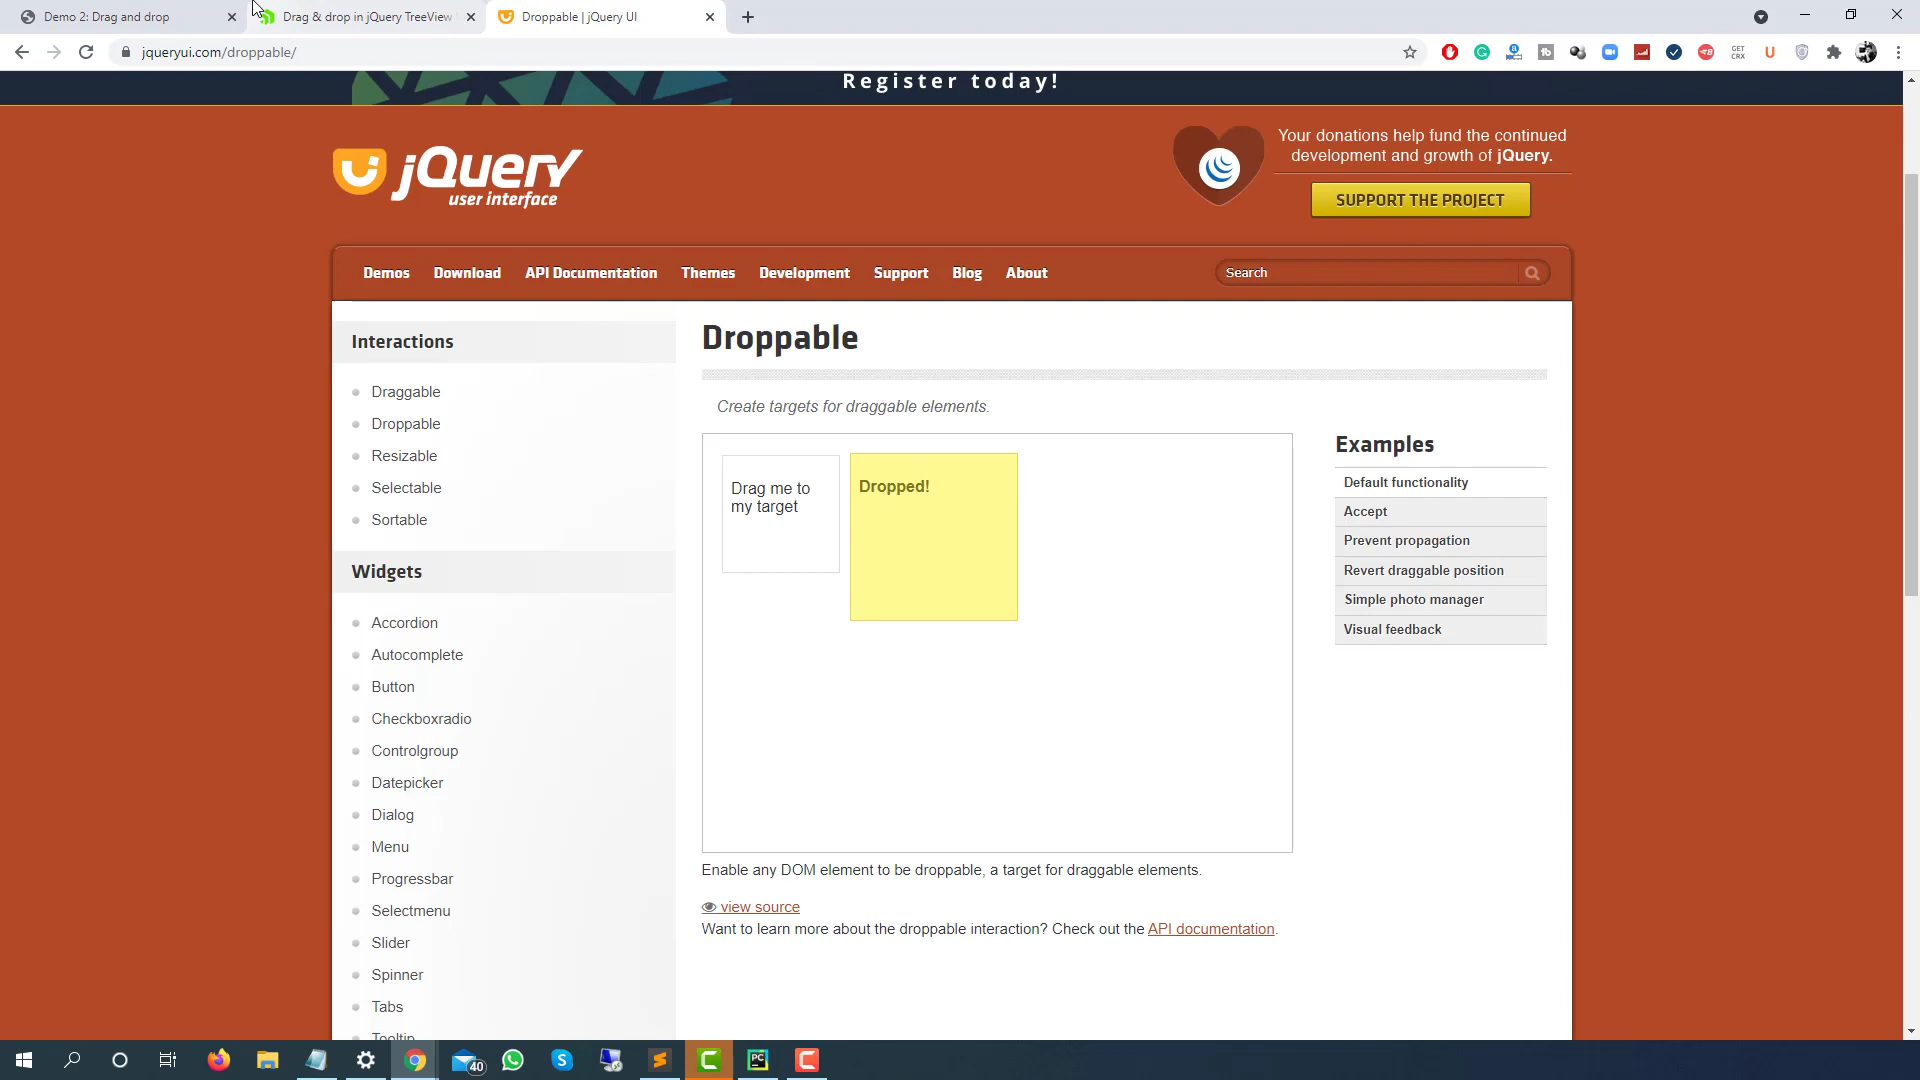 Demo 2: Drag and drop
Drag & drop in jQuery TreeView
Droppable | jQuery UI
jqueryui.com/droppable/
Register today!
jQuery
user interface
Your donations help fund the continued
development and growth of jQuery.
SUPPORT THE PROJECT
Demos Download API Documentation Themes Development Support Blog About
Search
Interactions
Draggable
Droppable
Resizable
Selectable
Sortable
Widgets
Accordion
Autocomplete
Button
Checkboxradio
Controlgroup
Datepicker
Dialog
Menu
Progressbar
Selectmenu
Slider
Spinner
Tabs
Tooltip
Droppable
Create targets for draggable elements.
Drag me to
my target
Dropped!
Enable any DOM element to be droppable, a target for draggable elements.
view source
Want to learn more about the droppable interaction? Check out the API documentation.
Examples
Default functionality
Accept
Prevent propagation
Revert draggable position
Simple photo manager
Visual feedback
GET
CRX
40
PC